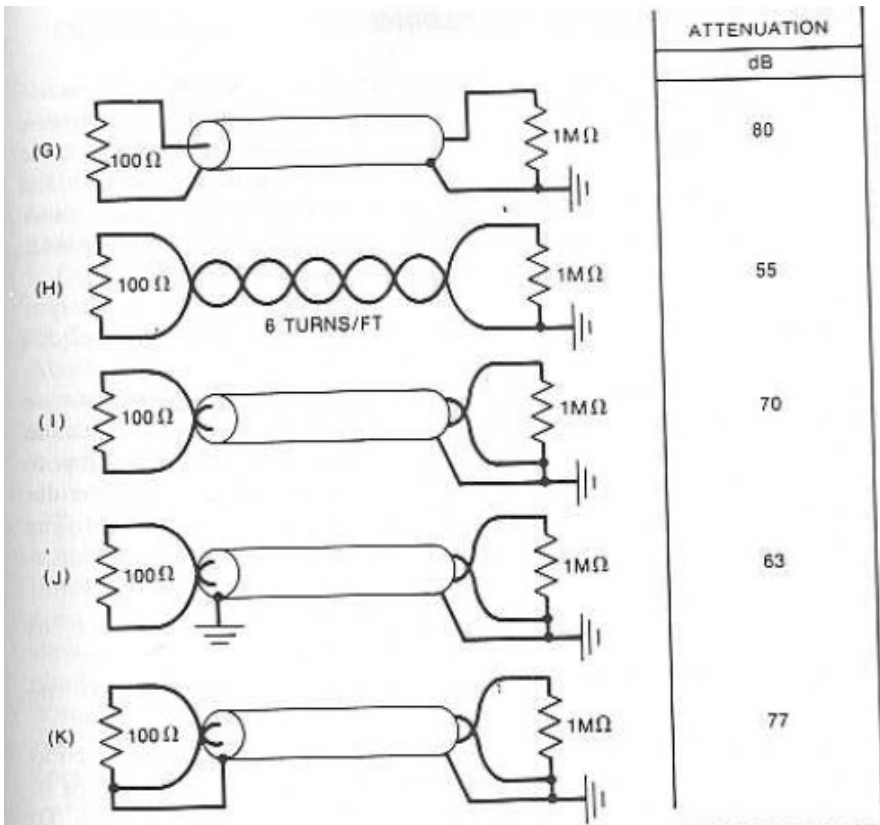 ATTENUATION
dB
(G) 100 Ω 1MΩ 80
(H) 100 Ω 1MΩ 55
6 TURNS/FT
(I) 100 Ω 1MΩ 70
(J) 100 Ω 1MΩ 63
(K) 100 Ω 1MΩ 77